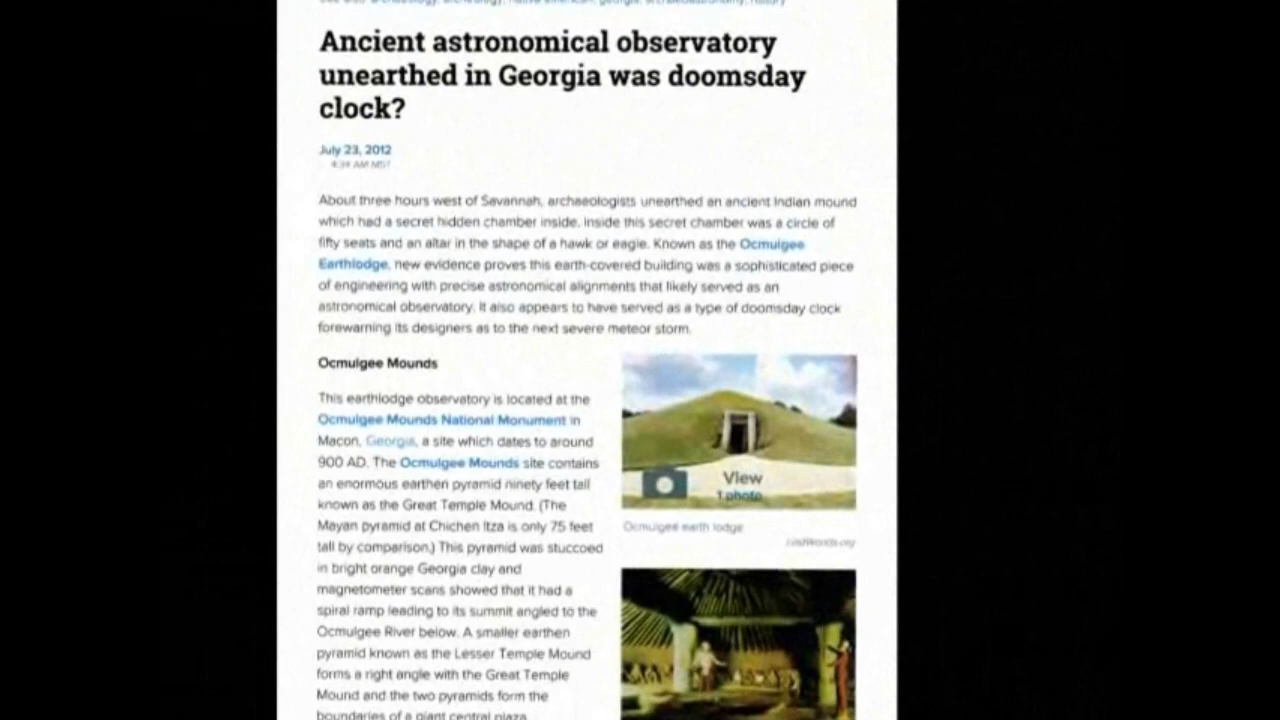 Ancient astronomical observatory
unearthed in Georgia was doomsday
clock?
July 23, 2012
4:34 AM MST
About three hours west of Savannah, archaeologists unearthed an ancient Indian mound
which had a secret hidden chamber inside. Inside this secret chamber was a circle of
fifty seats and an altar in the shape of a hawk or eagle. Known as the Ocmulgee
Earthlodge, new evidence proves this earth-covered building was a sophisticated piece
of engineering with precise astronomical alignments that likely served as an
astronomical observatory. It also appears to have served as a type of doomsday clock
forewarning its designers as to the next severe meteor storm.
Ocmulgee Mounds
This earthlodge observatory is located at the
Ocmulgee Mounds National Monument in
Macon, Georgia, a site which dates to around
900 AD. The Ocmulgee Mounds site contains
an enormous earthen pyramid ninety feet tall
known as the Great Temple Mound. (The
Mayan pyramid at Chichen Itza is only 75 feet
tall by comparison.) This pyramid was stuccoed
in bright orange Georgia clay and
magnetometer scans showed that it had a
spiral ramp leading to its summit angled to the
Ocmulgee River below. A smaller earthen
pyramid known as the Lesser Temple Mound
forms a right angle with the Great Temple
Mound and the two pyramids form the
boundaries of a giant central plaza.
View
1 photo
Ocmulgee earth lodge
LostWorlds.org